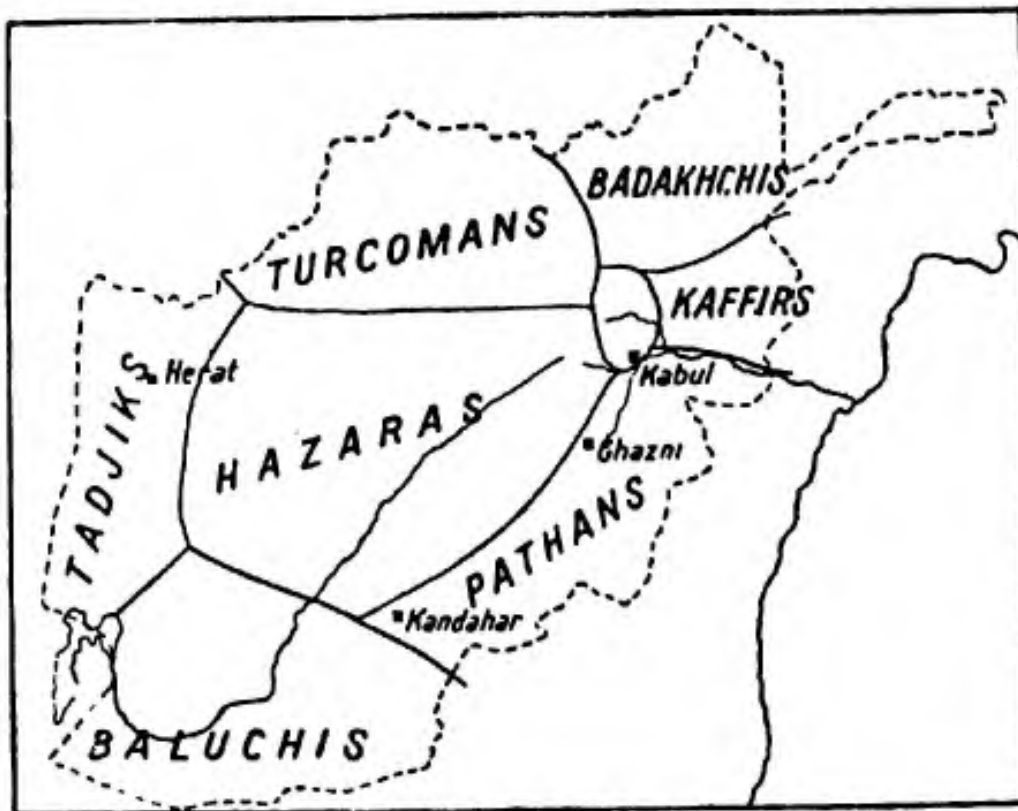 BADAKHCHIS
TURCOMANS
KAFFIRS
Herat
Kabul
TADJIKS
HAZARAS
Ghazni
PATHANS
Kandahar
BALUCHIS